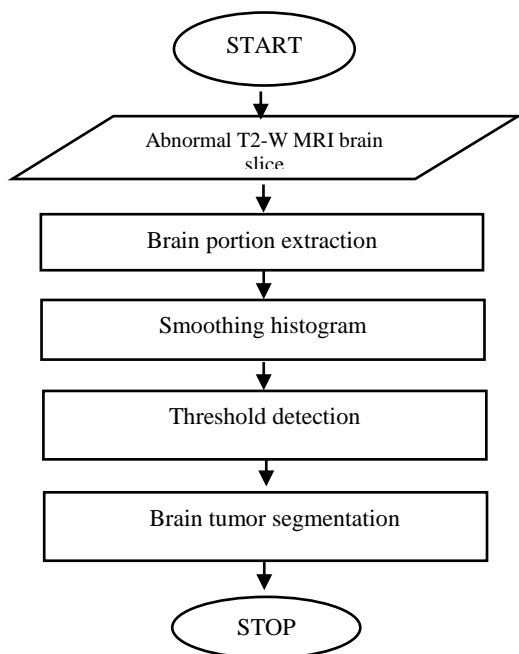 START
Abnormal T2-W MRI brain
slice
Brain portion extraction
Smoothing histogram
Threshold detection
Brain tumor segmentation
STOP